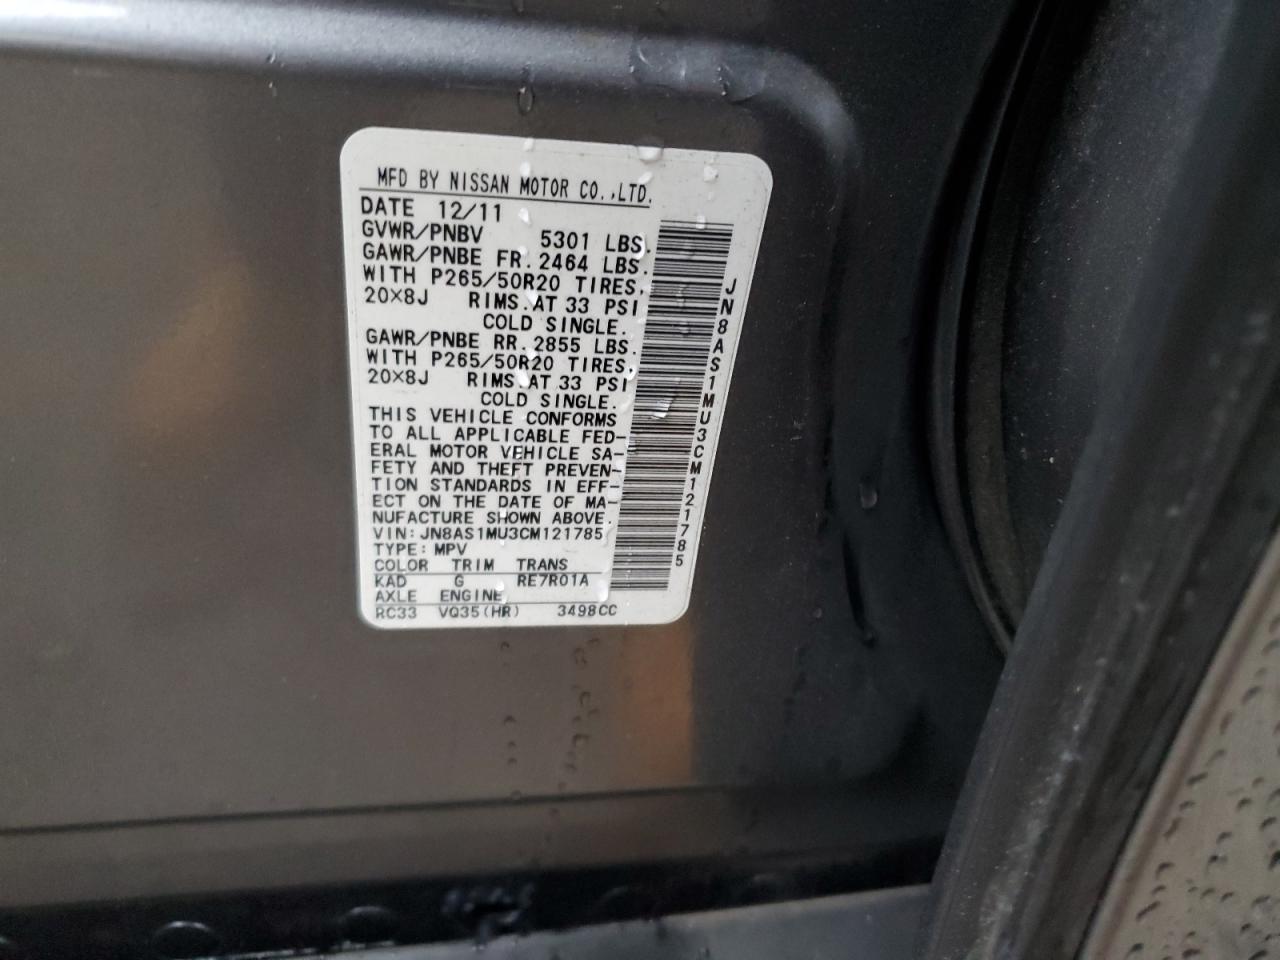 MFD BY NISSAN MOTOR CO.,LTD.
DATE 12/11
GVWR/PNBV 5301 LBS.
GAWR/PNBE FR. 2464 LBS.
WITH P265/50R20 TIRES,
20×8J RIMS.AT 33 PSI
COLD SINGLE.
GAWR/PNBE RR. 2855 LBS.
WITH P265/50R20 TIRES,
20×8J RIMS.AT 33 PSI
COLD SINGLE.
THIS VEHICLE CONFORMS
TO ALL APPLICABLE FED-
ERAL MOTOR VEHICLE SA-
FETY AND THEFT PREVEN-
TION STANDARDS IN EFF-
ECT ON THE DATE OF MA-
NUFACTURE SHOWN ABOVE.
VIN:JN8AS1MU3CM121785
TYPE:MPV
COLOR TRIM TRANS
KAD G RE7R01A
AXLE ENGINE
RC33 VQ35(HR) 3498CC
JN8AS1MU3CM121785